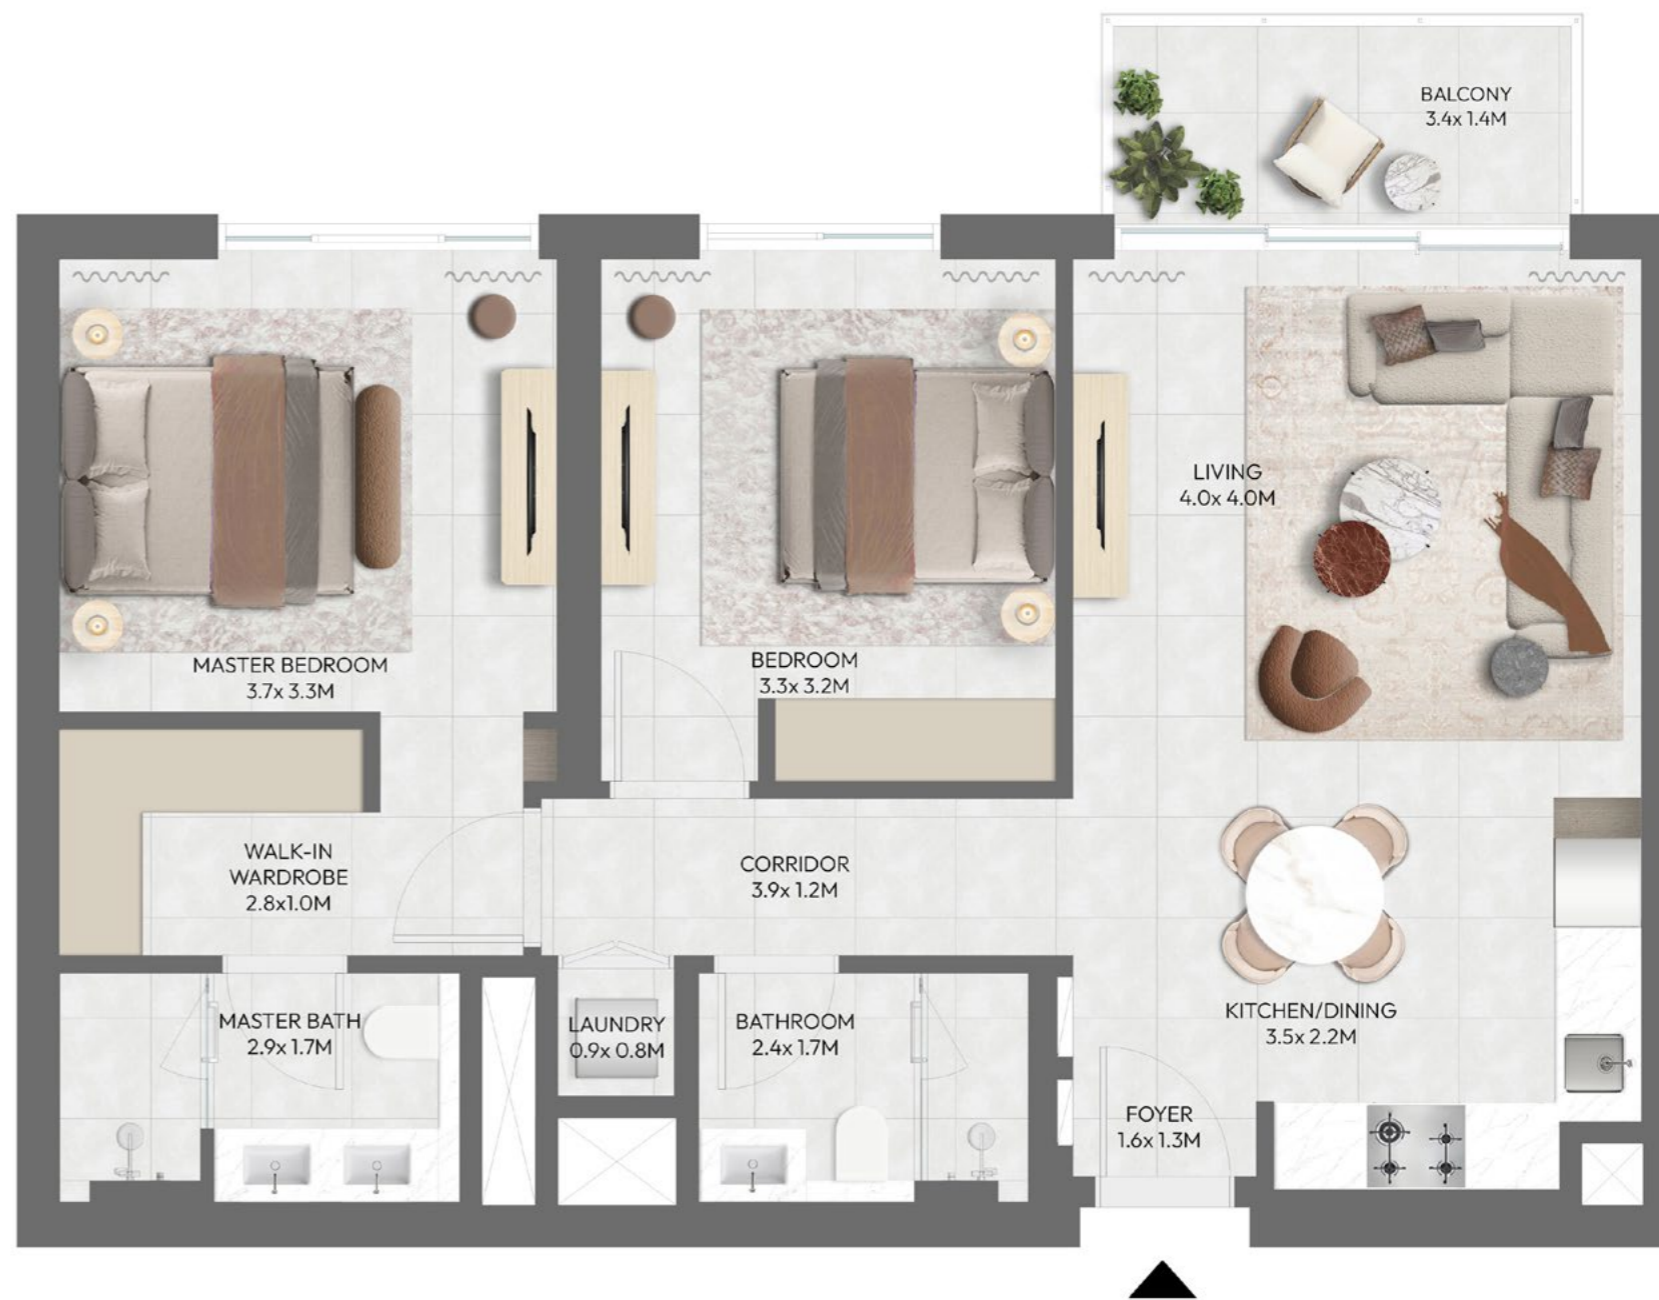 BALCONY
3.4x 1.4M
LIVING
4.0x 4.0M
MASTER BEDROOM
3.7x 3.3M
BEDROOM
3.3x 3.2M
WALK-IN
WARDROBE
2.8x1.0M
CORRIDOR
3.9x 1.2M
MASTER BATH
2.9x 1.7M
LAUNDRY
0.9x 0.8M
BATHROOM
2.4x 1.7M
KITCHEN/DINING
3.5x 2.2M
FOYER
1.6x 1.3M